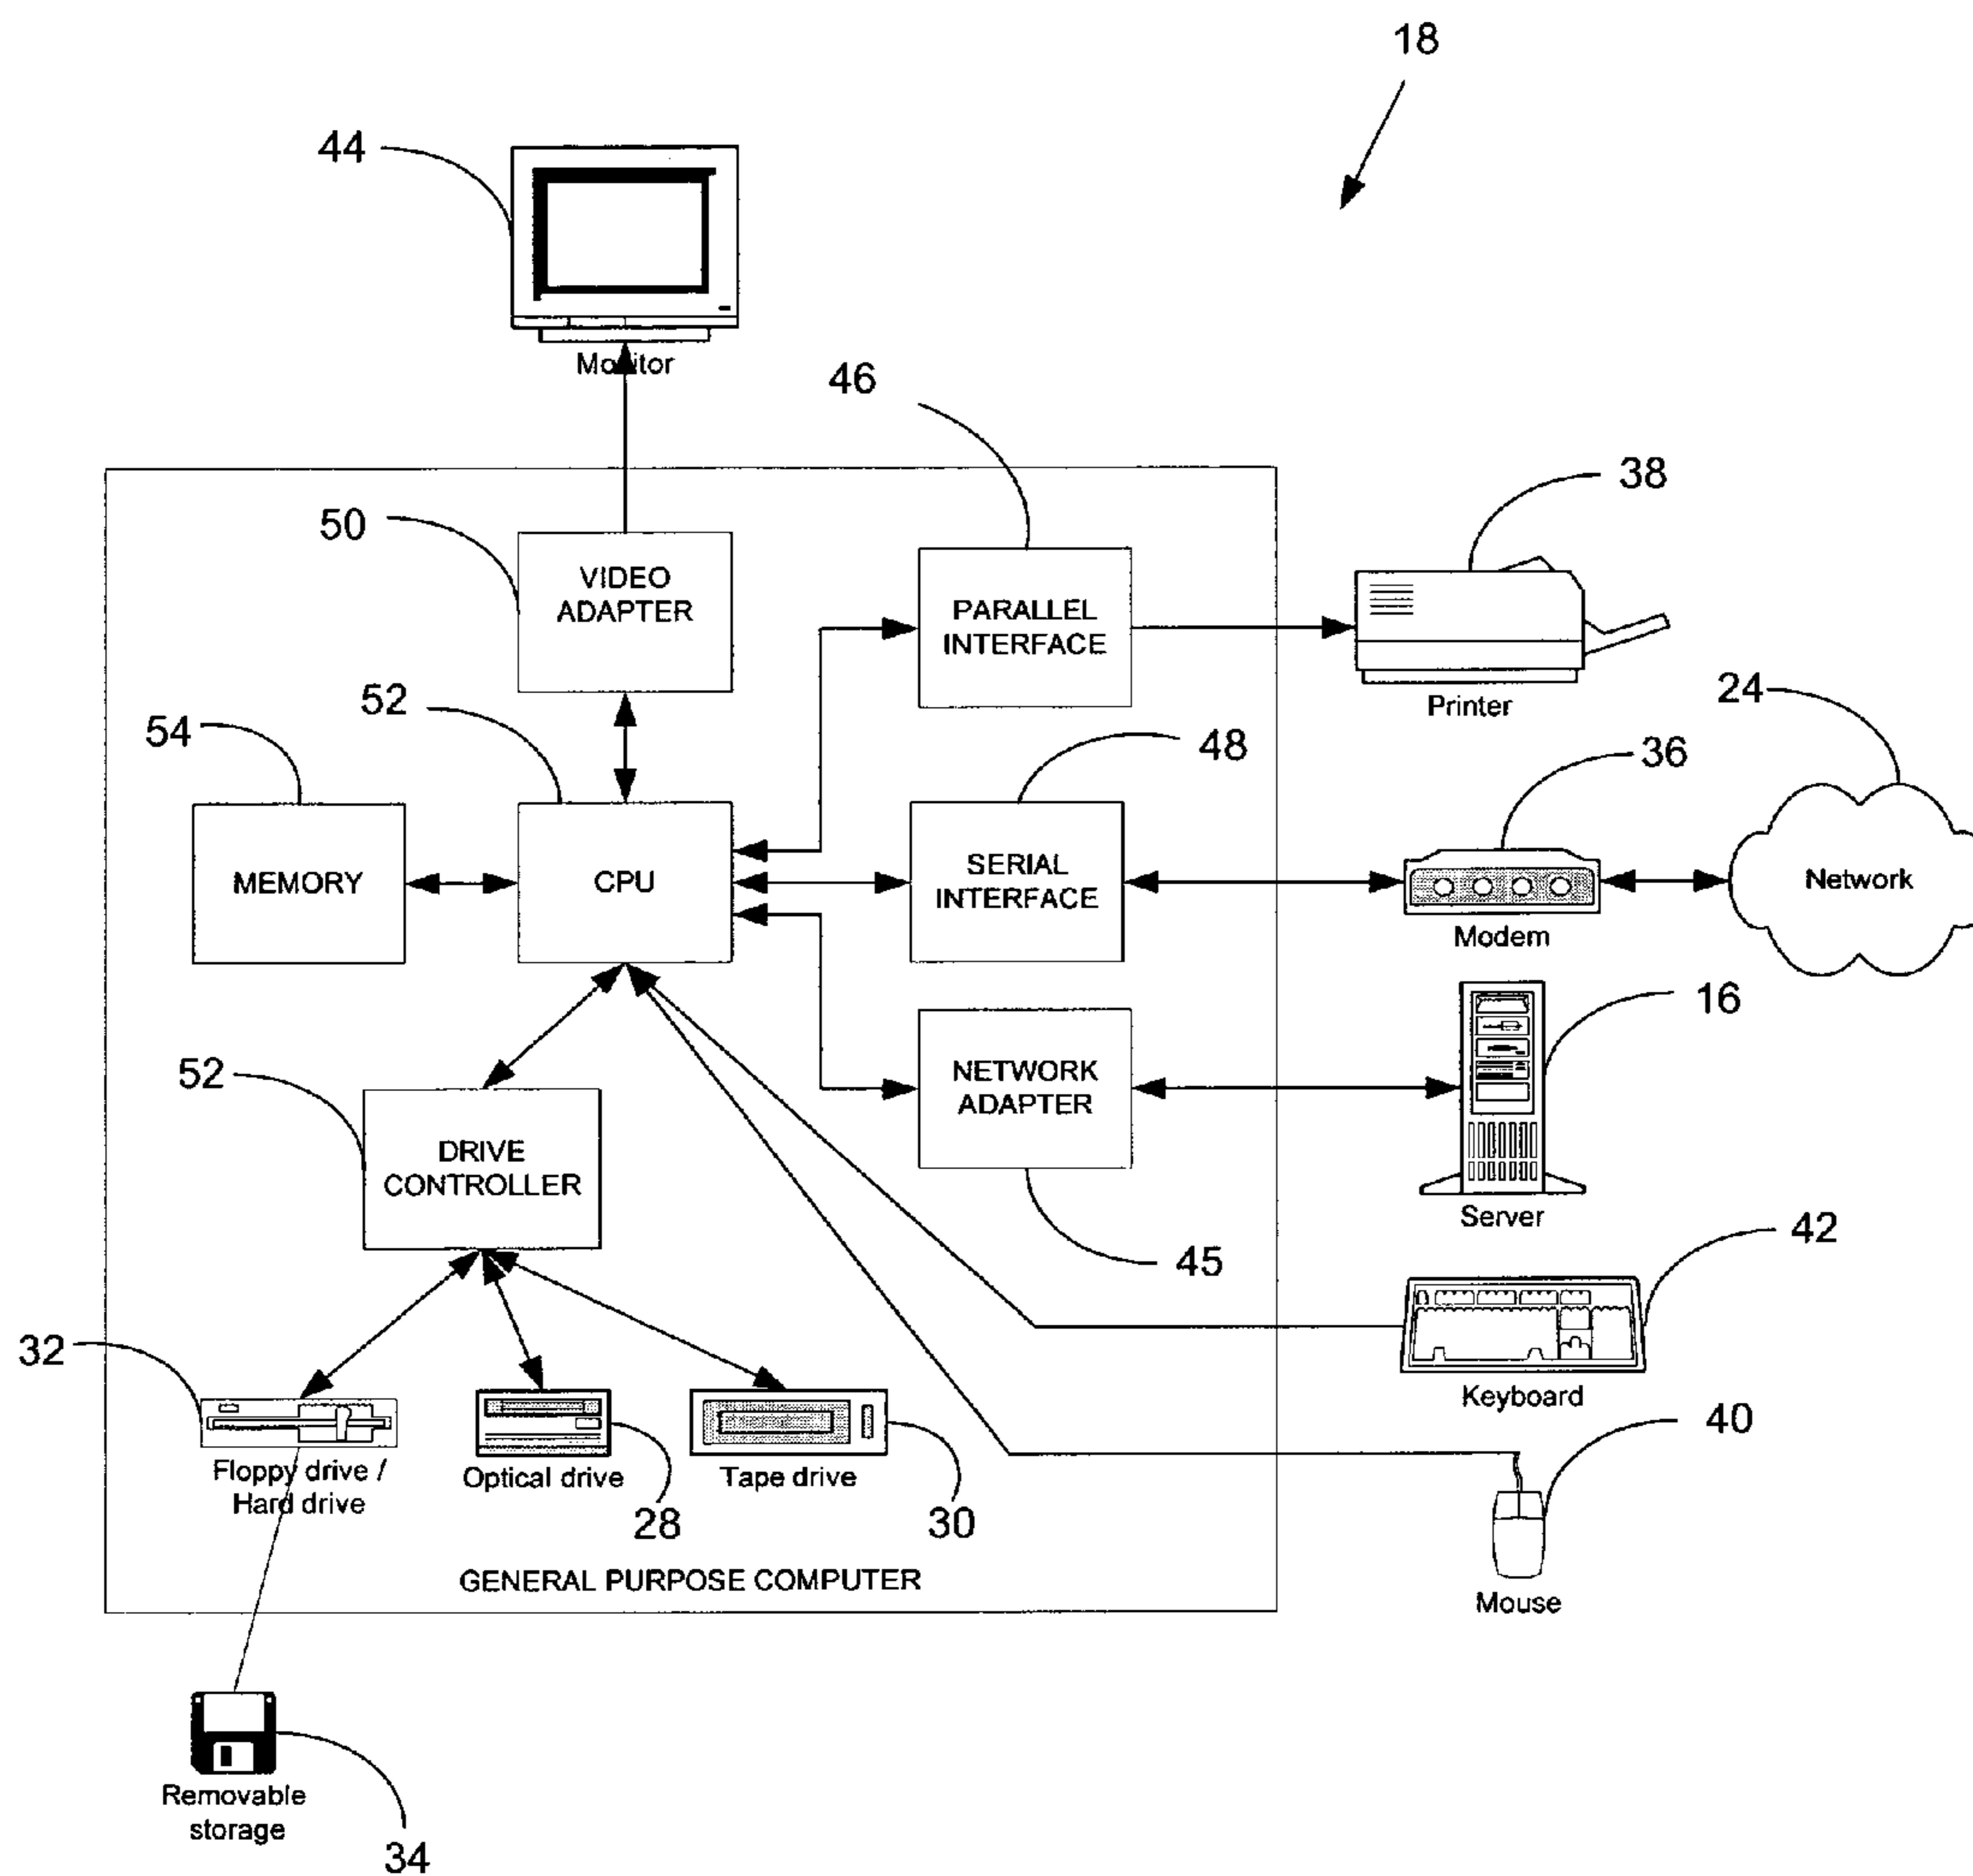 18
44
Monitor
46
38
50
VIDEO
ADAPTER
PARALLEL
INTERFACE
Printer
24
52
54
48
36
MEMORY
CPU
SERIAL
INTERFACE
Network
Modem
16
52
NETWORK
ADAPTER
DRIVE
CONTROLLER
Server
42
45
32
Keyboard
40
Floppy drive /
Hard drive
Optical drive
Tape drive
28
30
GENERAL PURPOSE COMPUTER
Mouse
Removable
storage
34